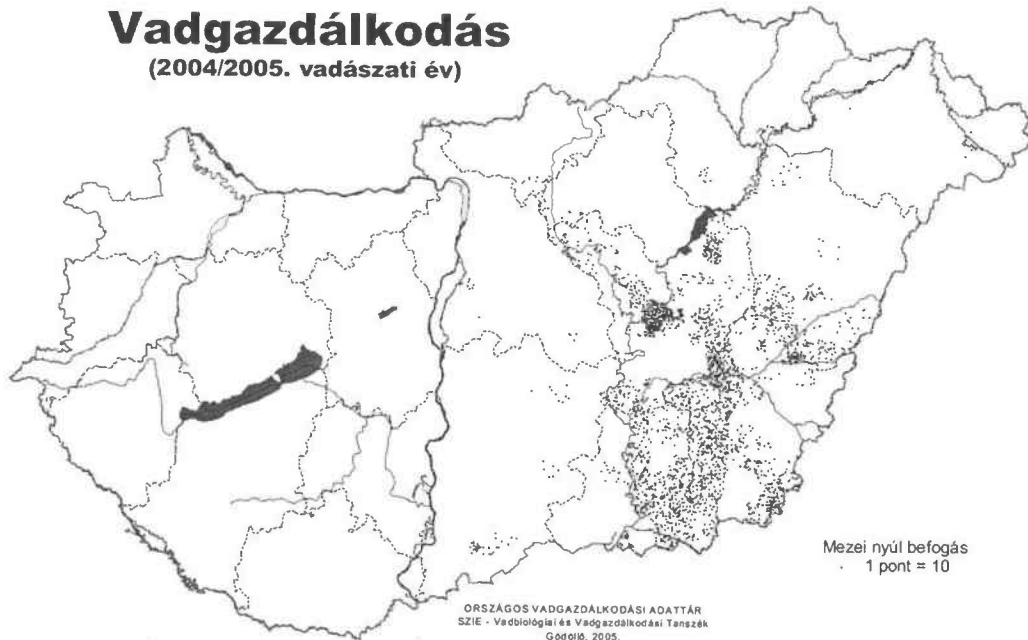 Vadgazdálkodás
(2004/2005. vadászati év)
Mezei nyúl befogás
. 1 pont = 10
ORSZÁGOS VADGAZDÁLKODÁSI ADATTÁR
SZIE - Vadbiológiai és Vadgazdálkodási Tanszék
Gödöllő, 2005.